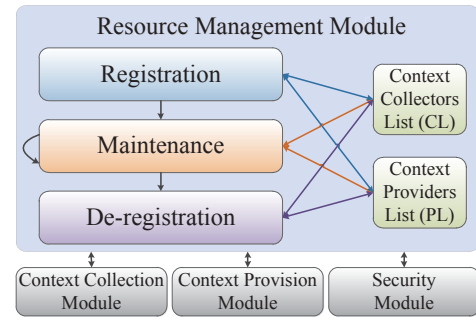 Resource Management Module
Registration
Maintenance
De-registration
Context
Collectors
List (CL)
Context
Providers
List (PL)
Context Collection
Module
Context Provision
Module
Security
Module